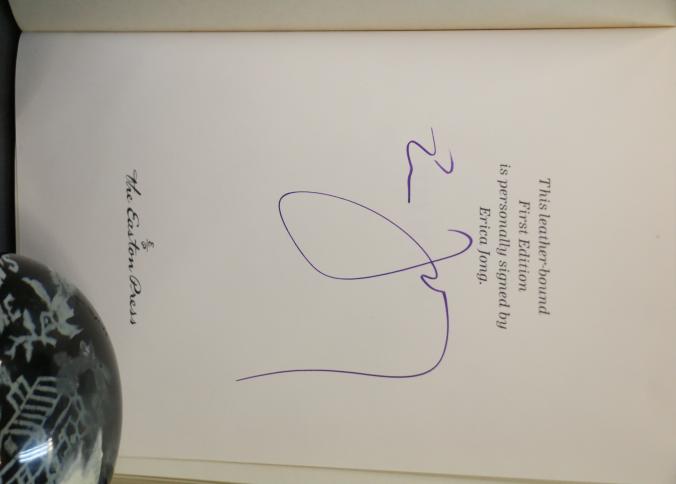 This leather-bound
First Edition
is personally signed by
Erica Jong.
The Easton Press